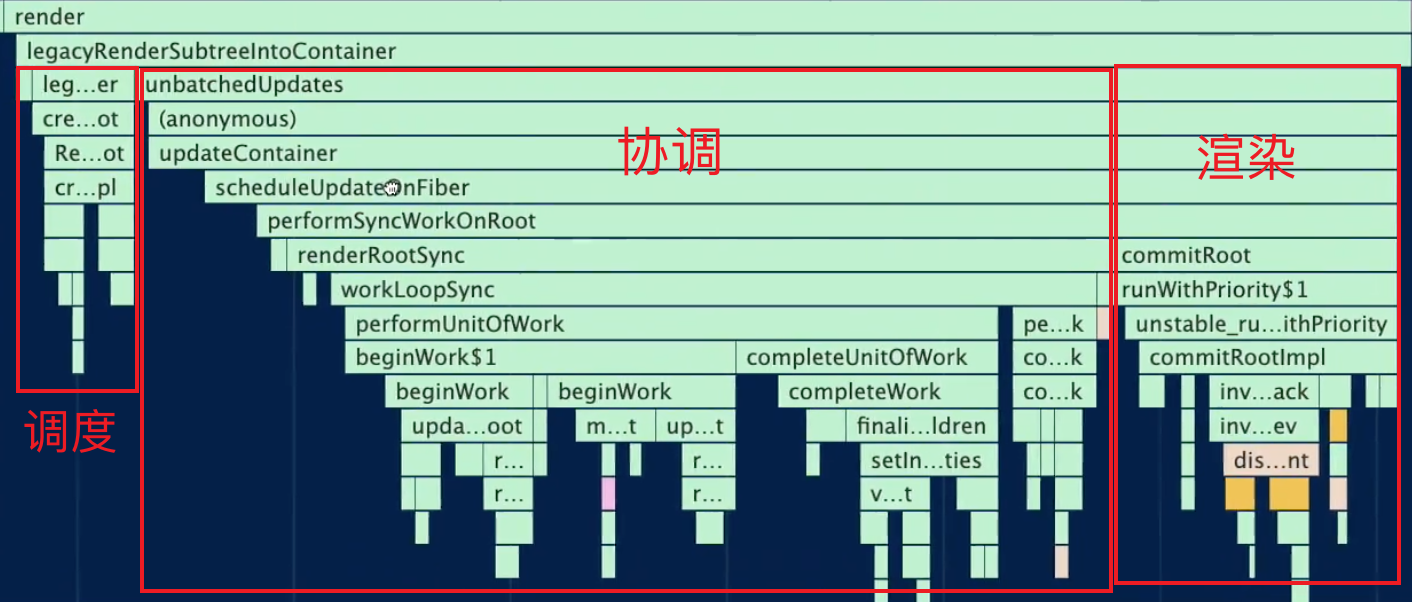 render
legacyRenderSubtreeIntoContainer
leg...er
unbatchedUpdates
cre...ot
(anonymous)
Re...ot
updateContainer
协调
渲染
cr...pl
scheduleUpdateOnFiber
performSyncWorkOnRoot
renderRootSync
commitRoot
workLoopSync
runWithPriority$1
performUnitOfWork
pe...k
unstable_ru...ithPriority
beginWork$1
completeUnitOfWork
co...k
commitRootImpl
beginWork
beginWork
completeWork
co...k
inv...ack
调度
upda...oot
m...t
up...t
finali...ldren
inv...ev
r...
r...
setIn...ties
dis...nt
r...
r...
v...t